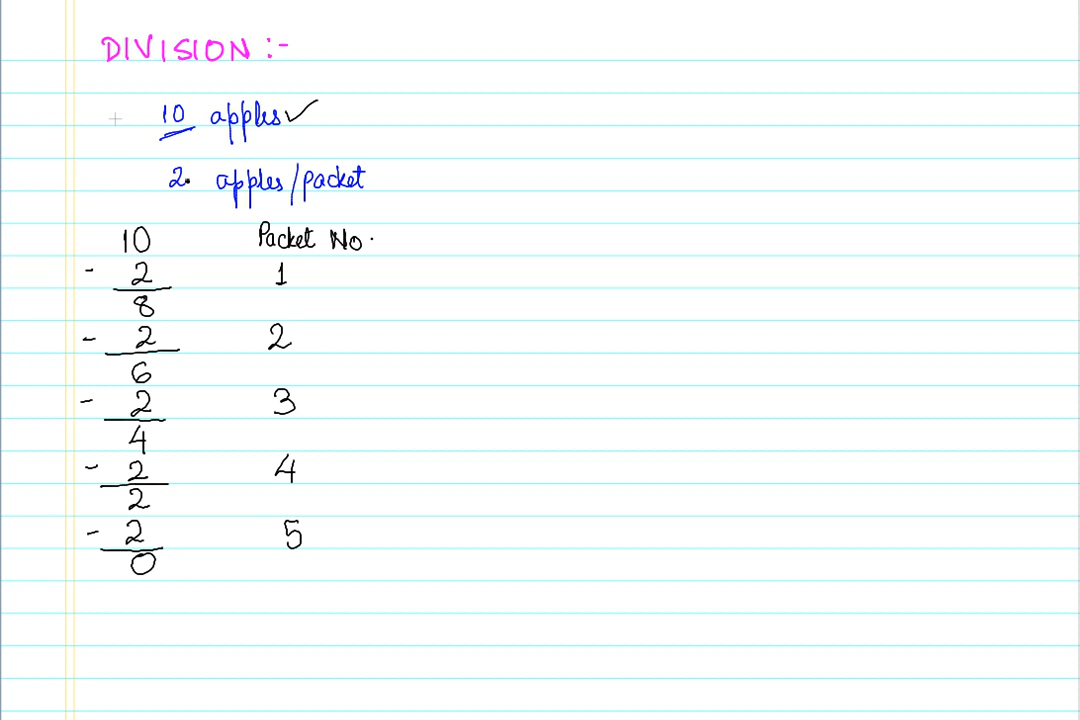 DIVISION :-
10 apples✓
2. apples/packet
10 Packet No.
- 2 1
8
- 2 2
6
- 2 3
4
- 2 4
2
- 2 5
0